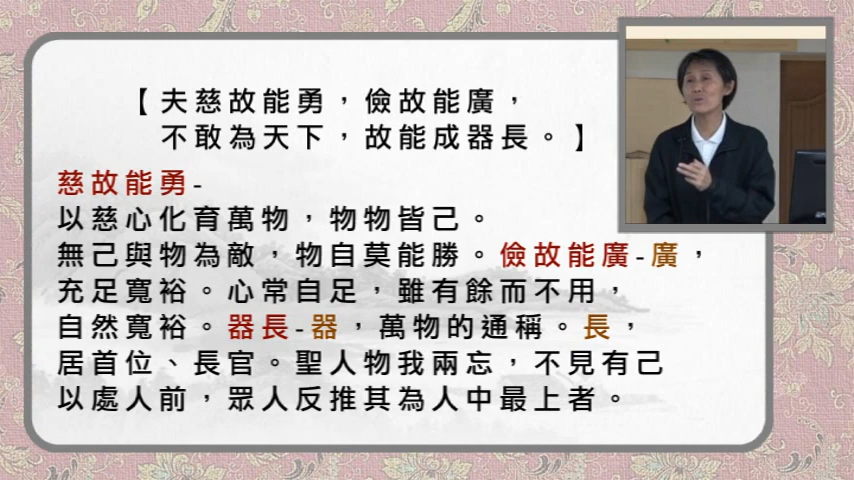 【夫慈故能勇，儉故能廣，
不敢為天下，故能成器長。】
慈故能勇-
以慈心化育萬物，物物皆己。
無己與物為敵，物自莫能勝。儉故能廣-廣，
充足寬裕。心常自足，雖有餘而不用，
自然寬裕。器長-器，萬物的通稱。長，
居首位、長官。聖人物我兩忘，不見有己
以處人前，眾人反推其為人中最上者。